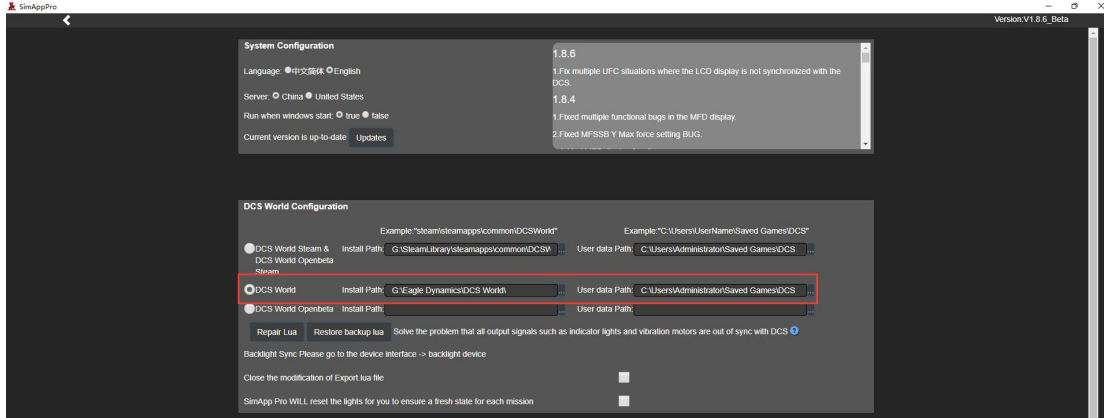 SimAppPro
Version:V1.8.6_Beta
System Configuration
Language: 中文简体 English
Server: China United States
Run when windows start: true false
Current version is up-to-date Updates
1.8.6
1.Fix multiple UFC situations where the LCD display is not synchronized with the
DCS.
1.8.4
1.Fixed multiple functional bugs in the MFD display.
2.Fixed MFSSB Y Max force setting BUG.
DCS World Configuration
Example:"steam\steamapps\common\DCSWorld" Example:"C:\Users\UserName\Saved Games\DCS"
DCS World Steam & Install Path: G:\SteamLibrary\steamapps\common\DCSW ... User data Path: C:\Users\Administrator\Saved Games\DCS ...
DCS World Openbeta
Steam
DCS World Install Path: G:\Eagle Dynamics\DCS World\ ... User data Path: C:\Users\Administrator\Saved Games\DCS ...
DCS World Openbeta Install Path: ... User data Path: ...
Repair Lua Restore backup lua Solve the problem that all output signals such as indicator lights and vibration motors are out of sync with DCS ?
Backlight Sync Please go to the device interface -> backlight device
Close the modification of Export.lua file
SimApp Pro WILL reset the lights for you to ensure a fresh state for each mission